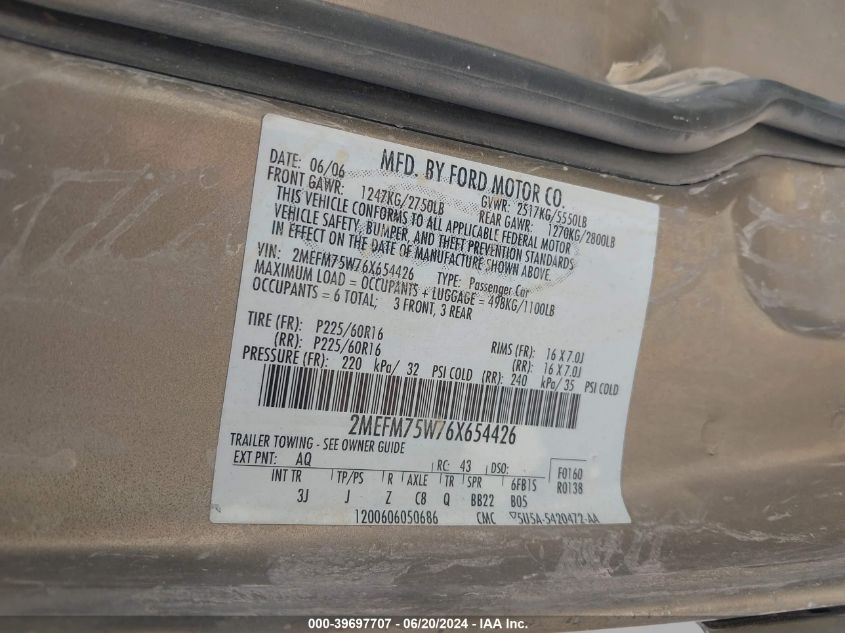 DATE: 06/06 MFD. BY FORD MOTOR CO.
FRONT GAWR: 1247KG/2750LB GVWR: 2517KG/5550LB
REAR GAWR: 1270KG/2800LB
THIS VEHICLE CONFORMS TO ALL APPLICABLE FEDERAL MOTOR
VEHICLE SAFETY, BUMPER, AND THEFT PREVENTION STANDARDS
IN EFFECT ON THE DATE OF MANUFACTURE SHOWN ABOVE.
VIN: 2MEFM75W76X654426 TYPE: Passenger Car
MAXIMUM LOAD = OCCUPANTS + LUGGAGE = 498KG/1100LB
OCCUPANTS = 6 TOTAL; 3 FRONT, 3 REAR
TIRE (FR): P225/60R16 RIMS (FR): 16 X 7.0J
(RR): P225/60R16 (RR): 16 X 7.0J
PRESSURE (FR): 220 kPa/ 32 PSI COLD (RR): 240 kPa/ 35 PSI COLD
2MEFM75W76X654426
TRAILER TOWING - SEE OWNER GUIDE
EXT PNT: AQ RC: 43 DSO: F0160
R0138
INT TR TP/PS R AXLE TR SPR 6FB15
3J J Z C8 Q BB22 B05
1200606050686 CMC 5U5A-5420472-AA
000-39697707 - 06/20/2024 - IAA Inc.